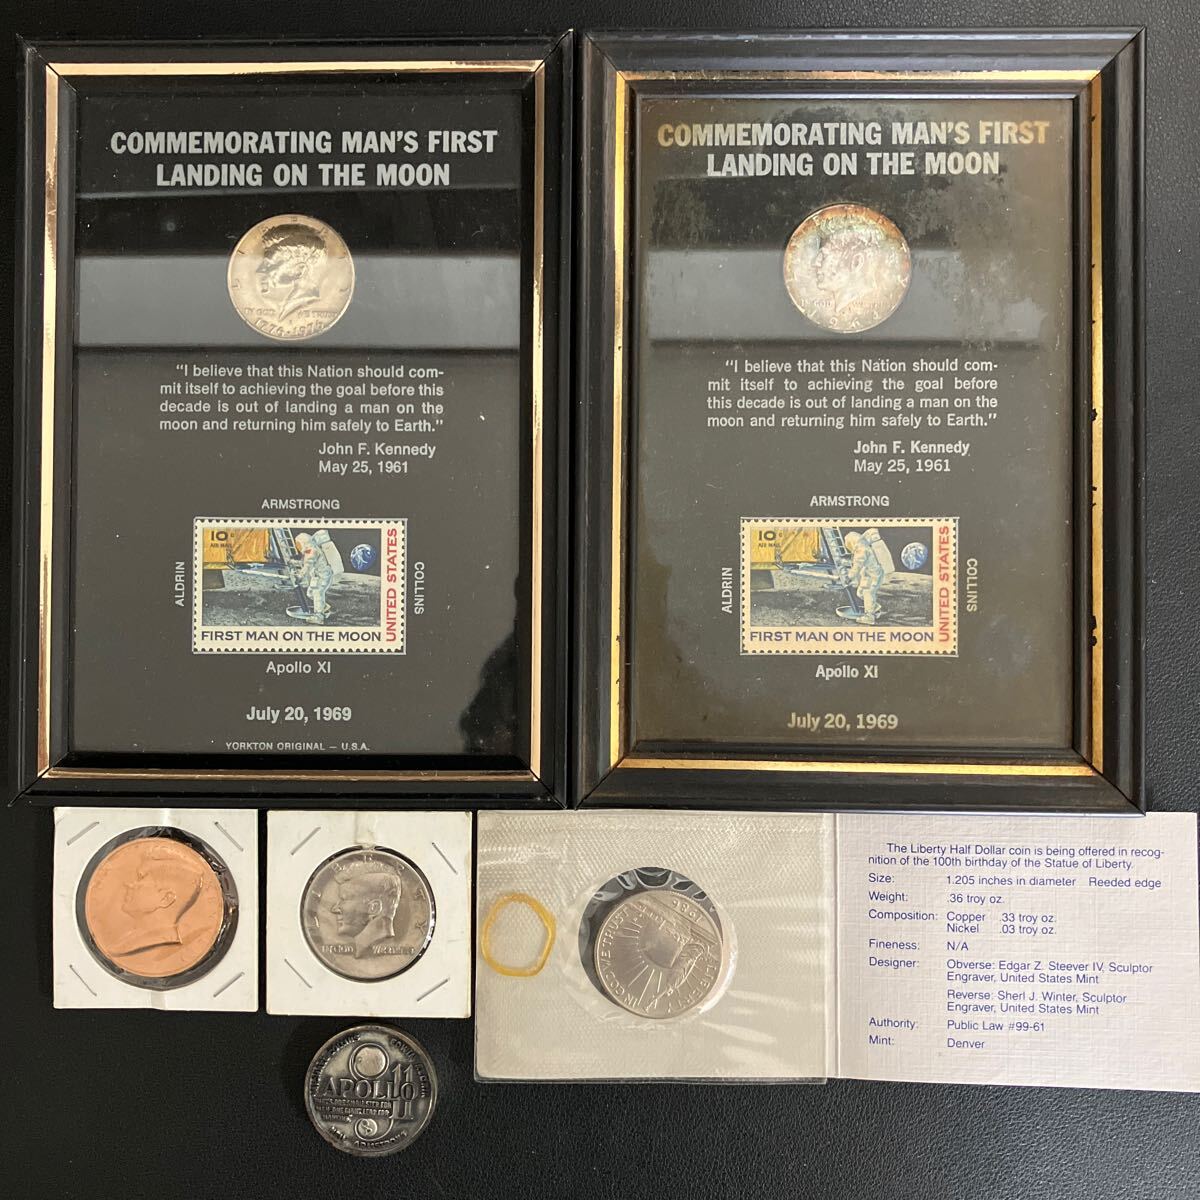 COMMEMORATING MAN'S FIRST
LANDING ON THE MOON
IN GOD WE TRUST
1776-1976
"I believe that this Nation should com-
mit itself to achieving the goal before this
decade is out of landing a man on the
moon and returning him safely to Earth."
John F. Kennedy
May 25, 1961
ARMSTRONG
ALDRIN
COLLINS
10c
AIR MAIL
UNITED STATES
FIRST MAN ON THE MOON
Apollo XI
July 20, 1969
YORKTON ORIGINAL – U.S.A.
COMMEMORATING MAN'S FIRST
LANDING ON THE MOON
IN GOD WE TRUST
"I believe that this Nation should com-
mit itself to achieving the goal before
this decade is out of landing a man on the
moon and returning him safely to Earth."
John F. Kennedy
May 25, 1961
ARMSTRONG
ALDRIN
COLLINS
10c
AIR MAIL
UNITED STATES
FIRST MAN ON THE MOON
Apollo XI
July 20, 1969
LIBERTY
IN GOD WE TRUST
LIBERTY
IN GOD WE TRUST
1986
The Liberty Half Dollar coin is being offered in recog-
nition of the 100th birthday of the Statue of Liberty.
Size: 1.205 inches in diameter Reeded edge
Weight: .36 troy oz.
Composition: Copper .33 troy oz.
Nickel .03 troy oz.
Fineness: N/A
Designer: Obverse: Edgar Z. Steever IV, Sculptor
Engraver, United States Mint
Reverse: Sherl J. Winter, Sculptor
Engraver, United States Mint
Authority: Public Law #99-61
Mint: Denver
APOLLO
11
NEIL ARMSTRONG